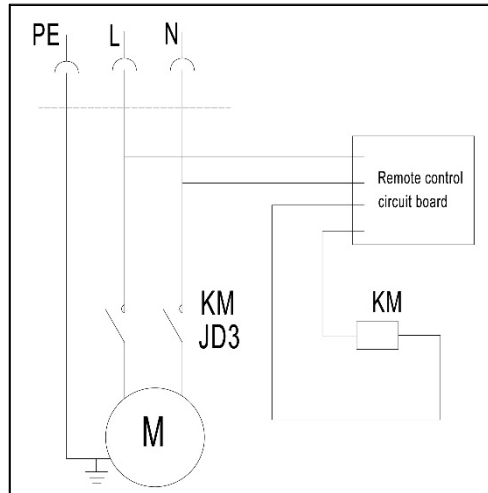 PE L N
Remote control
circuit board
KM
JD3
KM
M